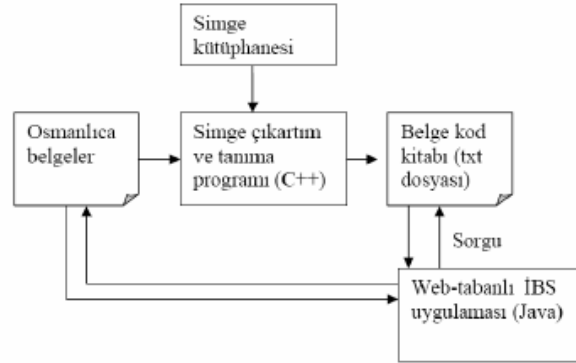 Simge
kütüphanesi
Osmanlıca
belgeler
Simge çıkartım
ve tanıma
programı (C++)
Belge kod
kitabı (txt
dosyası)
Sorgu
Web-tabanlı İBS
uygulaması (Java)